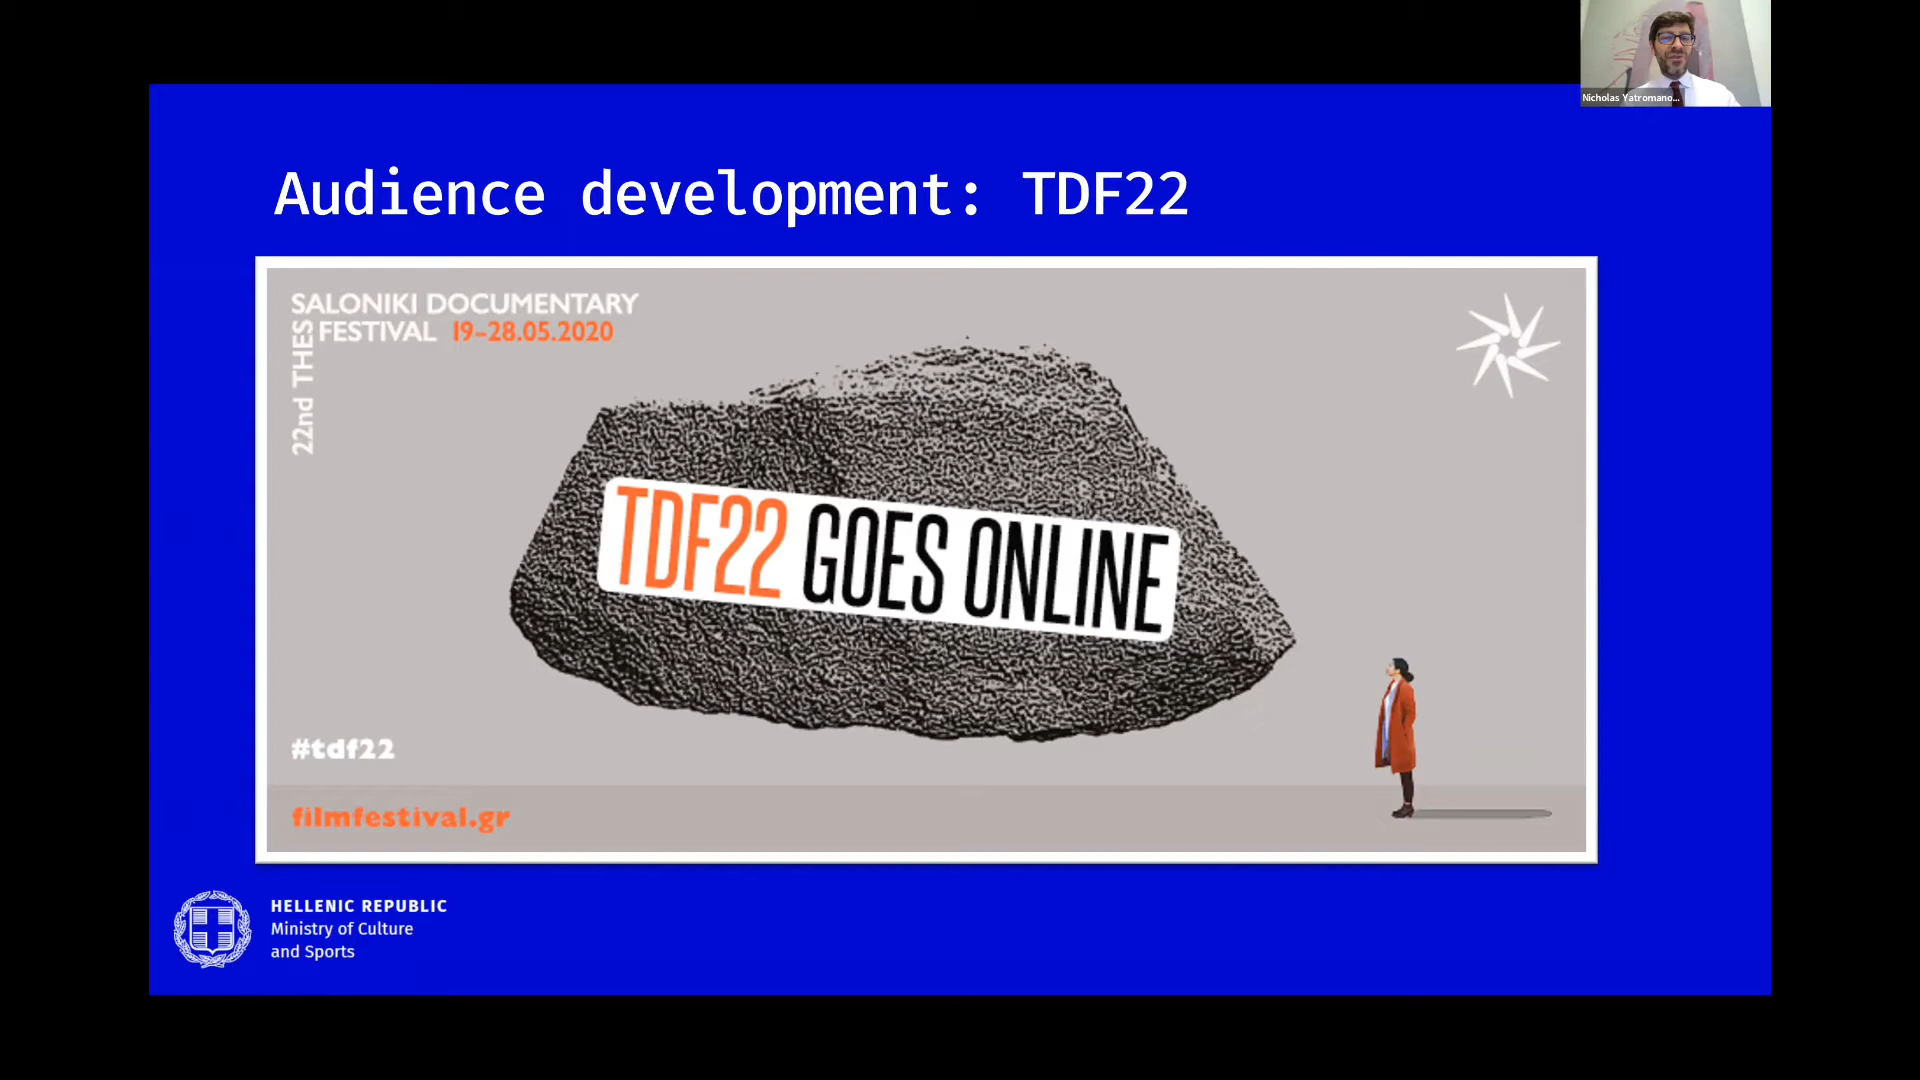 Nicholas Yatromano...
Audience development: TDF22
22nd THES
SALONIKI DOCUMENTARY
FESTIVAL 19-28.05.2020
TDF22 GOES ONLINE
#tdf22
filmfestival.gr
HELLENIC REPUBLIC
Ministry of Culture
and Sports